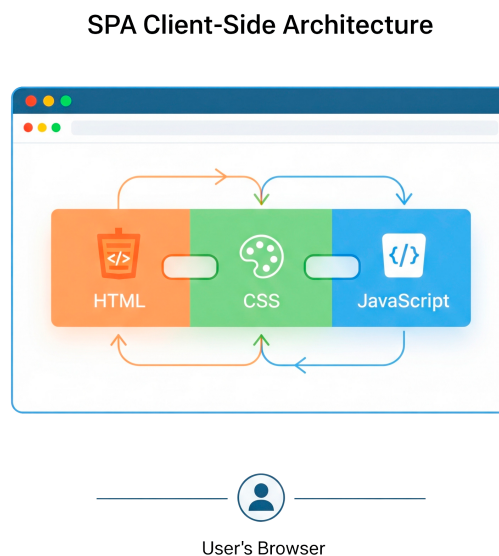 SPA Client-Side Architecture
</>
{/}
HTML
CSS
JavaScript
User's Browser